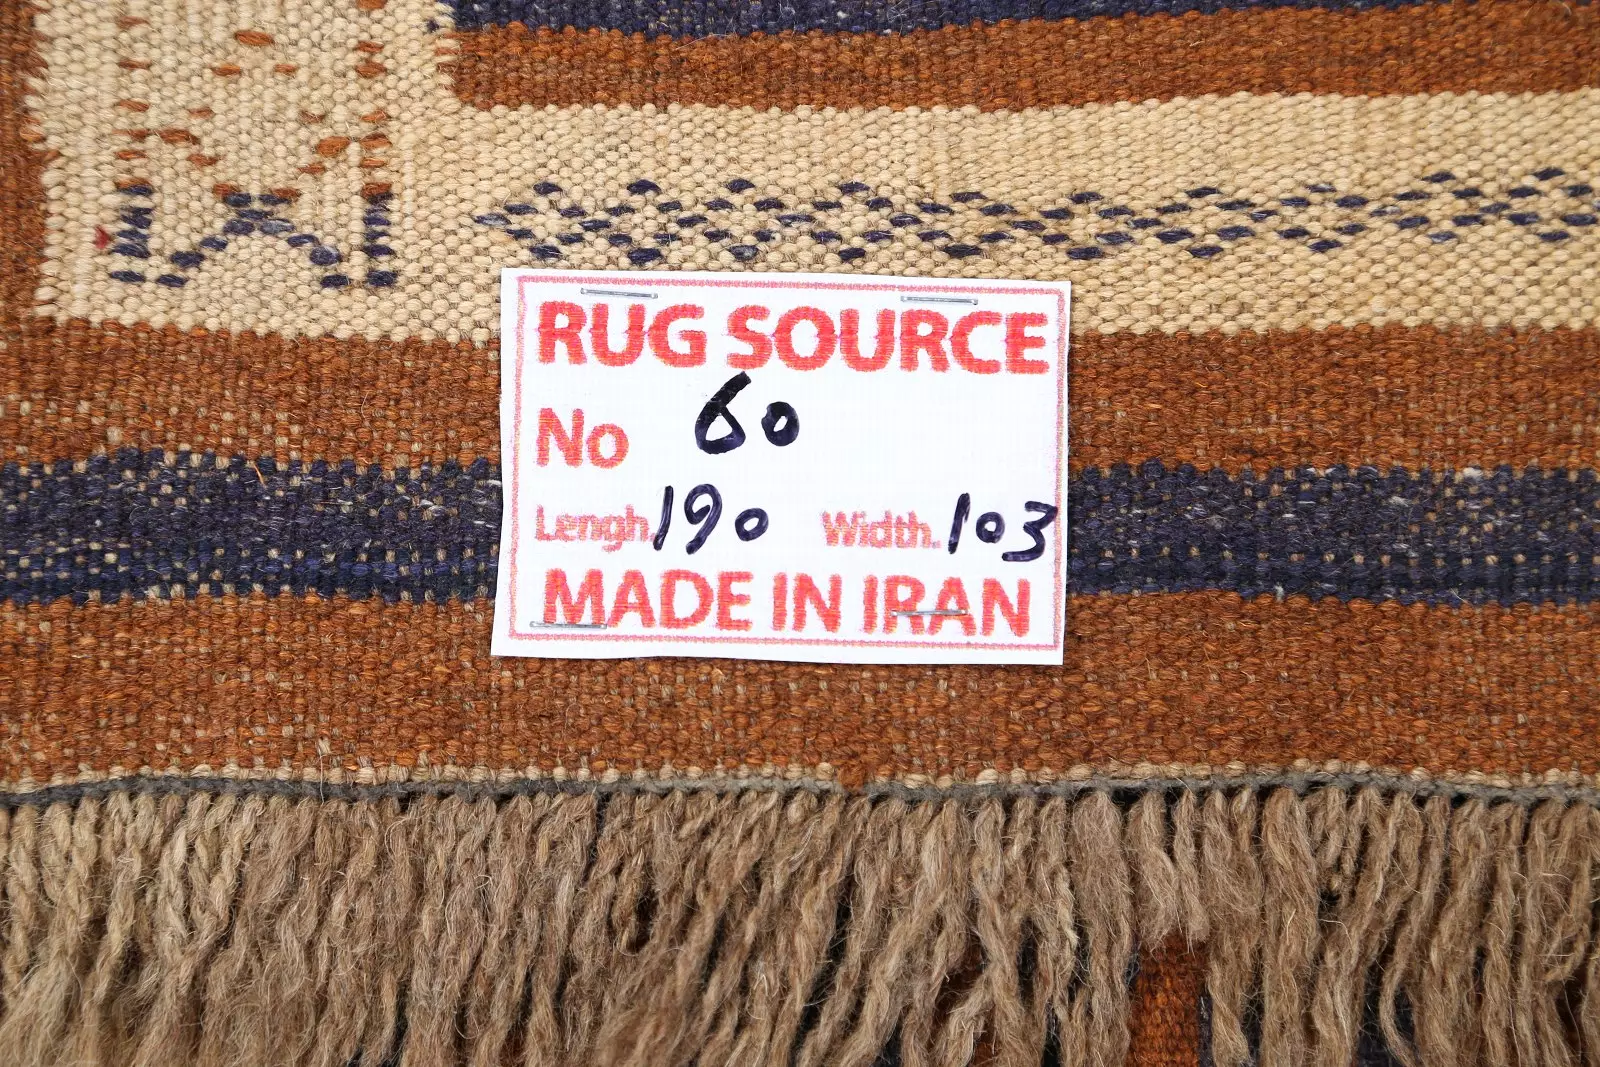 RUG SOURCE
No 60
Lengh. 190 Width. 103
MADE IN IRAN